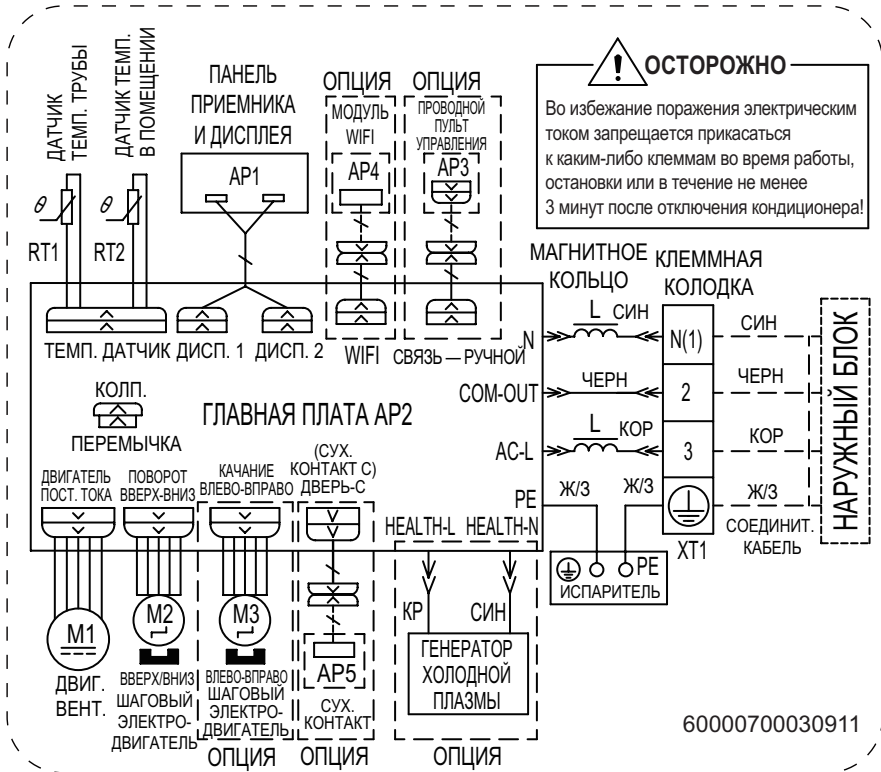 ДАТЧИК
ТЕМП. ТРУБЫ
ДАТЧИК ТЕМП.
В ПОМЕЩЕНИИ
ПАНЕЛЬ
ПРИЕМНИКА
И ДИСПЛЕЯ
ОПЦИЯ
МОДУЛЬ
WIFI
ОПЦИЯ
ПРОВОДНОЙ
ПУЛЬТ
УПРАВЛЕНИЯ
! ОСТОРОЖНО
Во избежание поражения электрическим
током запрещается прикасаться
к каким-либо клеммам во время работы,
остановки или в течение не менее
3 минут после отключения кондиционера!
AP1
AP4
AP3
θ
θ
RT1
RT2
МАГНИТНОЕ
КОЛЬЦО
КЛЕММНАЯ
КОЛОДКА
ТЕМП. ДАТЧИК
ДИСП. 1
ДИСП. 2
WIFI
СВЯЗЬ — РУЧНОЙ
N
L
СИН
N(1)
СИН
COM-OUT
ЧЕРН
2
ЧЕРН
AC-L
L
КОР
3
КОР
PE
Ж/З
Ж/З
Ж/З
XT1
СОЕДИНИТ.
КАБЕЛЬ
НАРУЖНЫЙ БЛОК
PE
ИСПАРИТЕЛЬ
КОЛП.
ПЕРЕМЫЧКА
ГЛАВНАЯ ПЛАТА AP2
ДВИГАТЕЛЬ
ПОСТ. ТОКА
ПОВОРОТ
ВВЕРХ-ВНИЗ
КАЧАНИЕ
ВЛЕВО-ВПРАВО
(СУХ.
КОНТАКТ С)
ДВЕРЬ-С
HEALTH-L
HEALTH-N
M1
M2
M3
AP5
КР
СИН
ГЕНЕРАТОР
ХОЛОДНОЙ
ПЛАЗМЫ
ДВИГ.
ВЕНТ.
ВВЕРХ/ВНИЗ
ШАГОВЫЙ
ЭЛЕКТРО-
ДВИГАТЕЛЬ
ВЛЕВО-ВПРАВО
ШАГОВЫЙ
ЭЛЕКТРО-
ДВИГАТЕЛЬ
СУХ.
КОНТАКТ
ОПЦИЯ
ОПЦИЯ
ОПЦИЯ
60000700030911